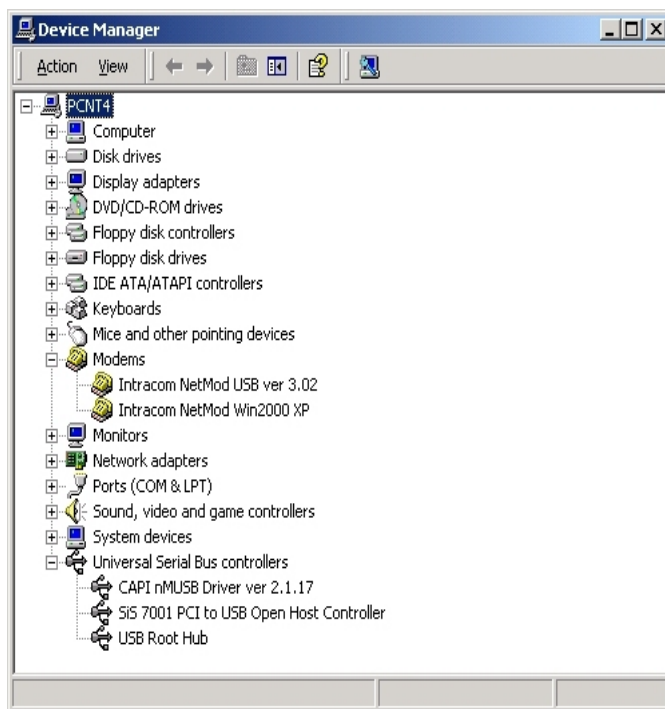 Device Manager
Action View
PCNT4
Computer
Disk drives
Display adapters
DVD/CD-ROM drives
Floppy disk controllers
Floppy disk drives
IDE ATA/ATAPI controllers
Keyboards
Mice and other pointing devices
Modems
Intracom NetMod USB ver 3.02
Intracom NetMod Win2000 XP
Monitors
Network adapters
Ports (COM & LPT)
Sound, video and game controllers
System devices
Universal Serial Bus controllers
CAPI nMUSB Driver ver 2.1.17
SiS 7001 PCI to USB Open Host Controller
USB Root Hub